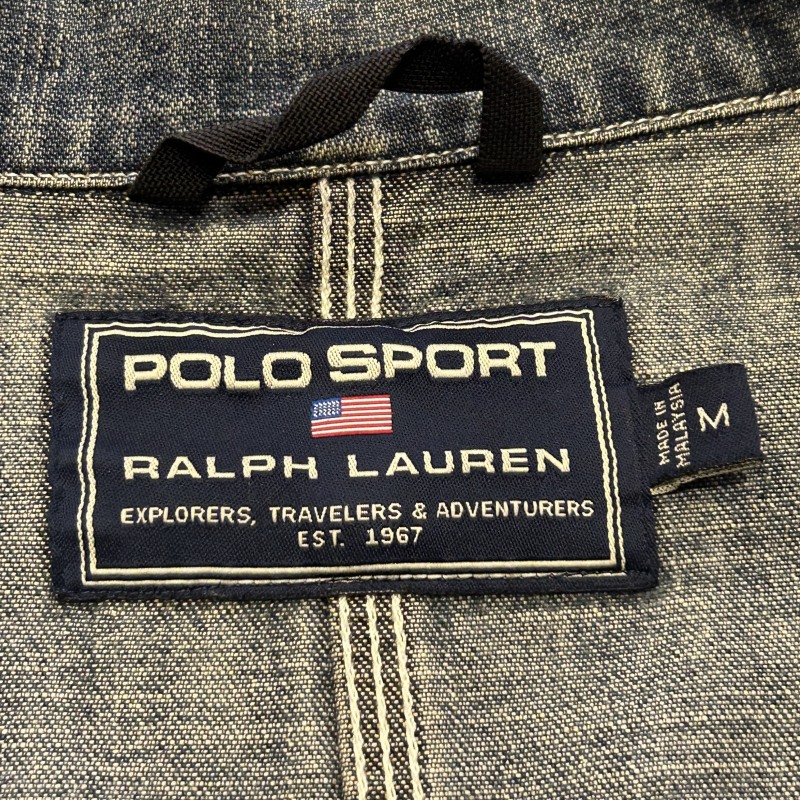 POLO SPORT
RALPH LAUREN
EXPLORERS, TRAVELERS & ADVENTURERS
EST. 1967
MADE IN
MALAYSIA
M